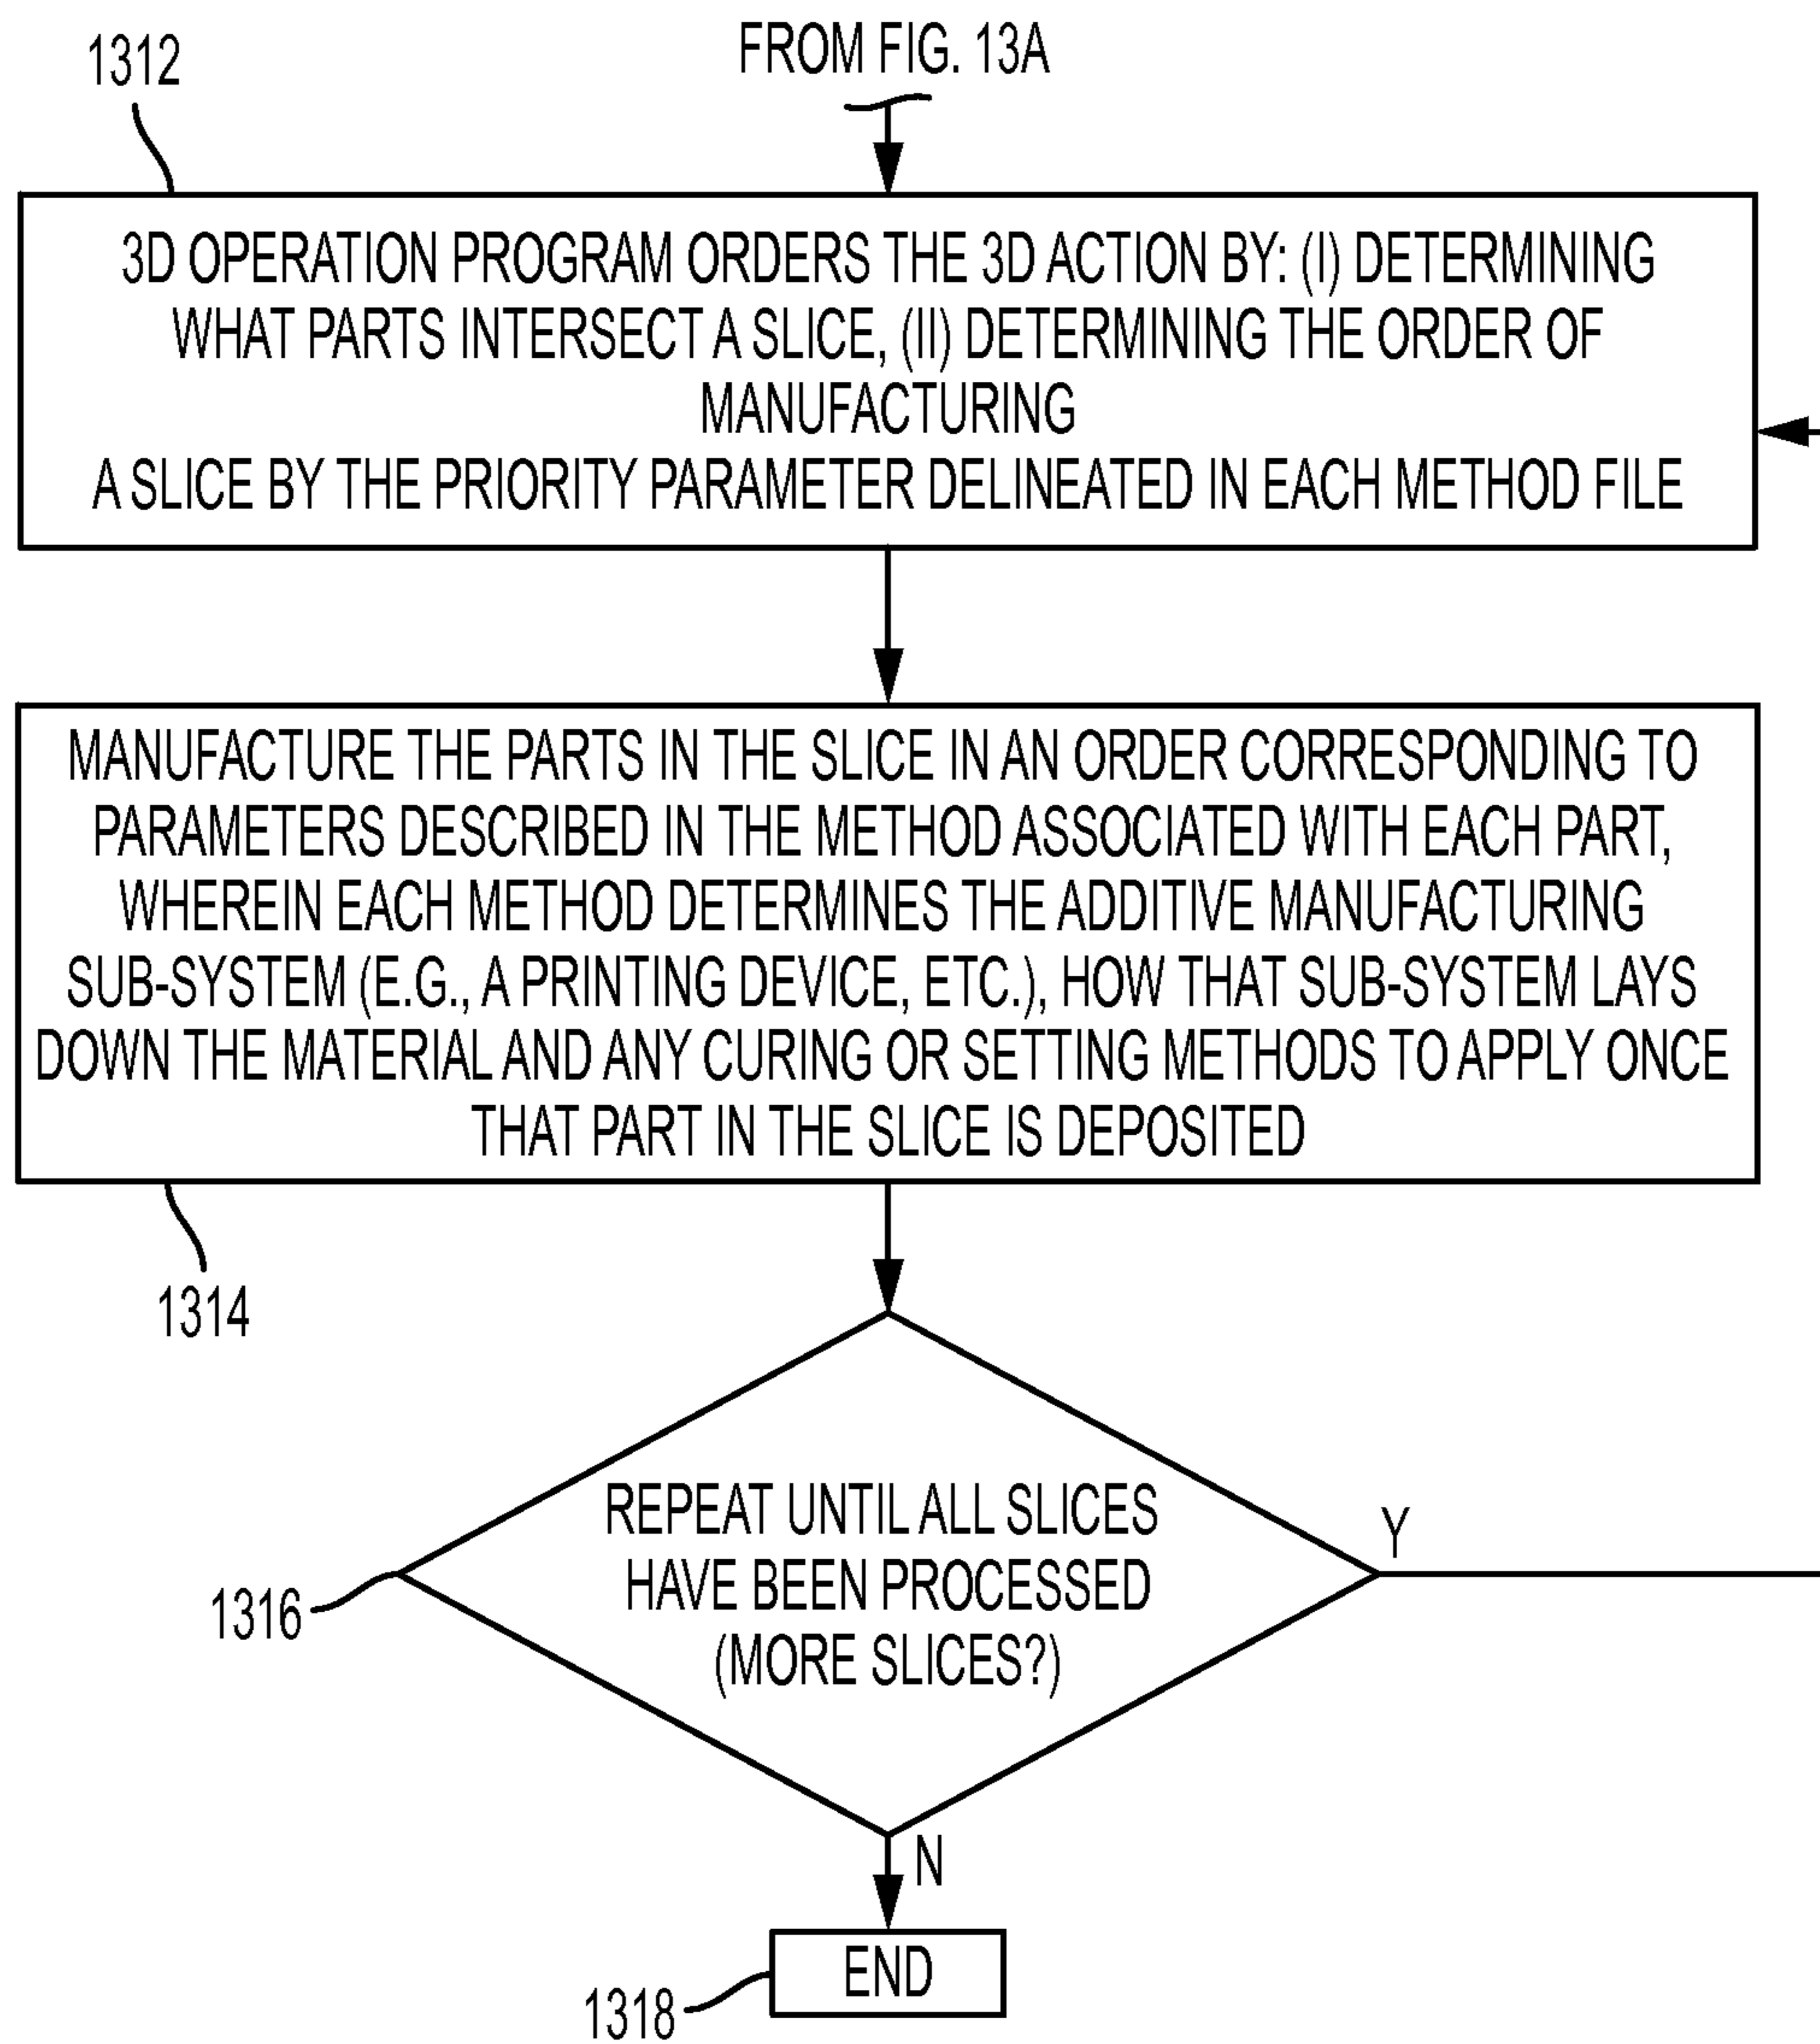 FROM FIG. 13A
1312
3D OPERATION PROGRAM ORDERS THE 3D ACTION BY: (I) DETERMINING
WHAT PARTS INTERSECT A SLICE, (II) DETERMINING THE ORDER OF
MANUFACTURING
A SLICE BY THE PRIORITY PARAMETER DELINEATED IN EACH METHOD FILE
MANUFACTURE THE PARTS IN THE SLICE IN AN ORDER CORRESPONDING TO
PARAMETERS DESCRIBED IN THE METHOD ASSOCIATED WITH EACH PART,
WHEREIN EACH METHOD DETERMINES THE ADDITIVE MANUFACTURING
SUB-SYSTEM (E.G., A PRINTING DEVICE, ETC.), HOW THAT SUB-SYSTEM LAYS
DOWN THE MATERIAL AND ANY CURING OR SETTING METHODS TO APPLY ONCE
THAT PART IN THE SLICE IS DEPOSITED
1314
REPEAT UNTIL ALL SLICES
HAVE BEEN PROCESSED
(MORE SLICES?)
Y
1316
N
END
1318